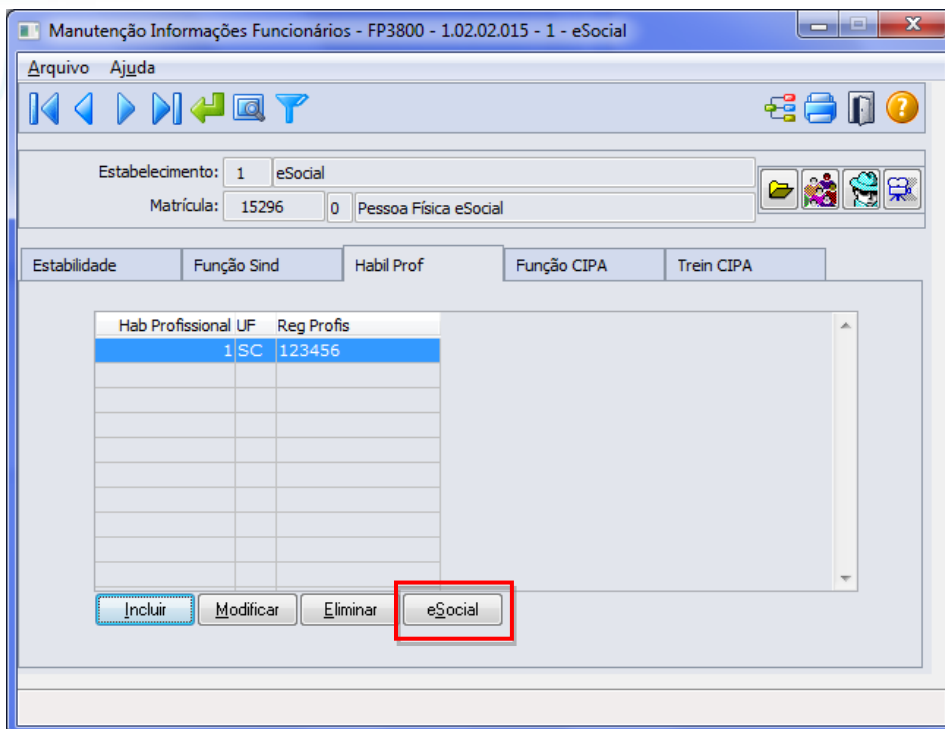 Manutenção Informações Funcionários - FP3800 - 1.02.02.015 - 1 - eSocial
Arquivo Ajuda
Estabelecimento: 1 eSocial
Matrícula: 15296 0 Pessoa Física eSocial
Estabilidade Função Sind Habil Prof Função CIPA Trein CIPA
Hab Profissional UF Reg Profis
1 SC 123456
Incluir Modificar Eliminar eSocial